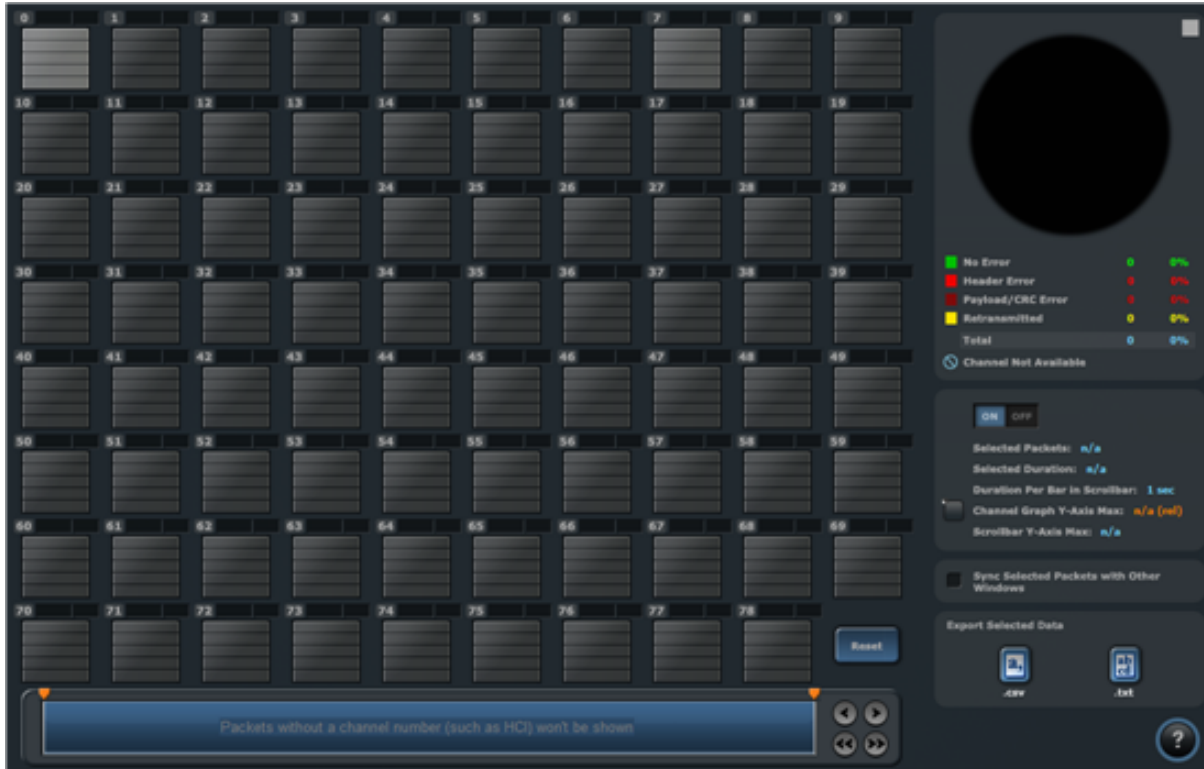 0 1 2 3 4 5 6 7 8 9
10 11 12 13 14 15 16 17 18 19
20 21 22 23 24 25 26 27 28 29
30 31 32 33 34 35 36 37 38 39
40 41 42 43 44 45 46 47 48 49
50 51 52 53 54 55 56 57 58 59
60 61 62 63 64 65 66 67 68 69
70 71 72 73 74 75 76 77 78
Reset
Packets without a channel number (such as HCI) won't be shown
No Error 0 0%
Header Error 0 0%
Payload/CRC Error 0 0%
Retransmitted 0 0%
Total 0 0%
Channel Not Available
ON OFF
Selected Packets: n/a
Selected Duration: n/a
Duration Per Bar in Scrollbar: 1 sec
Channel Graph Y-Axis Max: n/a (rel)
Scrollbar Y-Axis Max: n/a
Sync Selected Packets with Other
Windows
Export Selected Data
.csv .txt
?